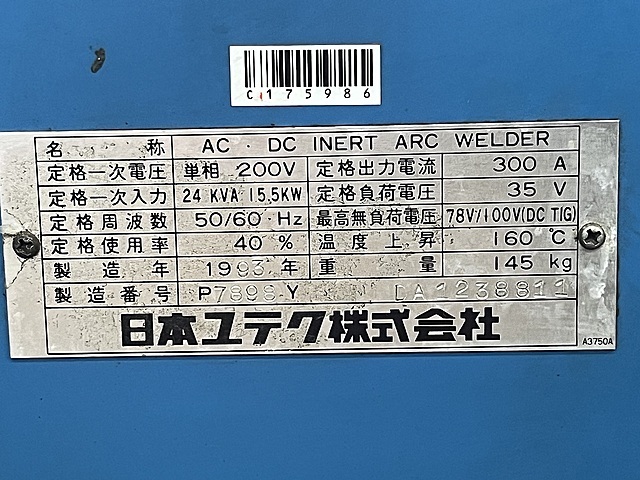 C175986
名 称 AC · DC INERT ARC WELDER
定格一次電圧 単相 200V 定格出力電流 300 A
定格一次入力 24 KVA 15.5KW 定格負荷電圧 35 V
定格周波数 50/60 Hz 最高無負荷電圧 78V/100V(DC TIG)
定格使用率 40 % 温度上昇 160 ℃
製造年 1993 年 重量 145 kg
製造番号 P789SY DA1238811
日本ユテク株式会社
A3750A